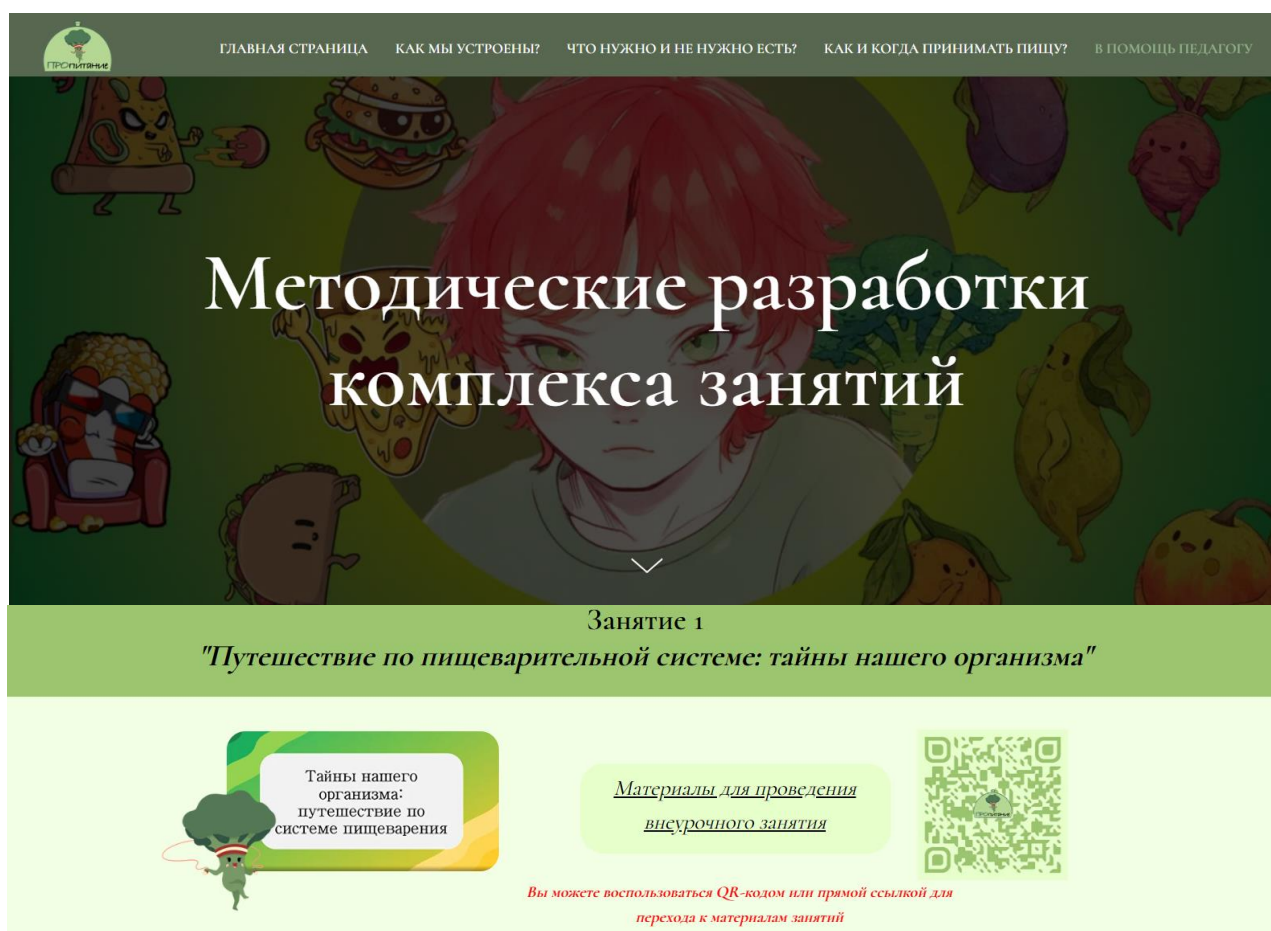 ПРОпитание
ГЛАВНАЯ СТРАНИЦА
КАК МЫ УСТРОЕНЫ?
ЧТО НУЖНО И НЕ НУЖНО ЕСТЬ?
КАК И КОГДА ПРИНИМАТЬ ПИЩУ?
В ПОМОЩЬ ПЕДАГОГУ
Методические разработки
комплекса занятий
Занятие 1
"Путешествие по пищеварительной системе: тайны нашего организма"
Тайны нашего
организма:
путешествие по
системе пищеварения
Материалы для проведения
внеурочного занятия
ПРОпитание
Вы можете воспользоваться QR-кодом или прямой ссылкой для
перехода к материалам занятий